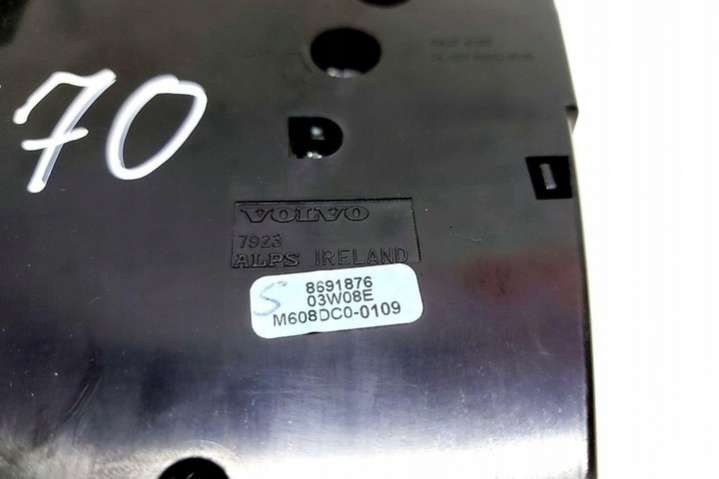 70
VOLVO
7923
ALPS IRELAND
S
8691876
03W08E
M608DC0-0109